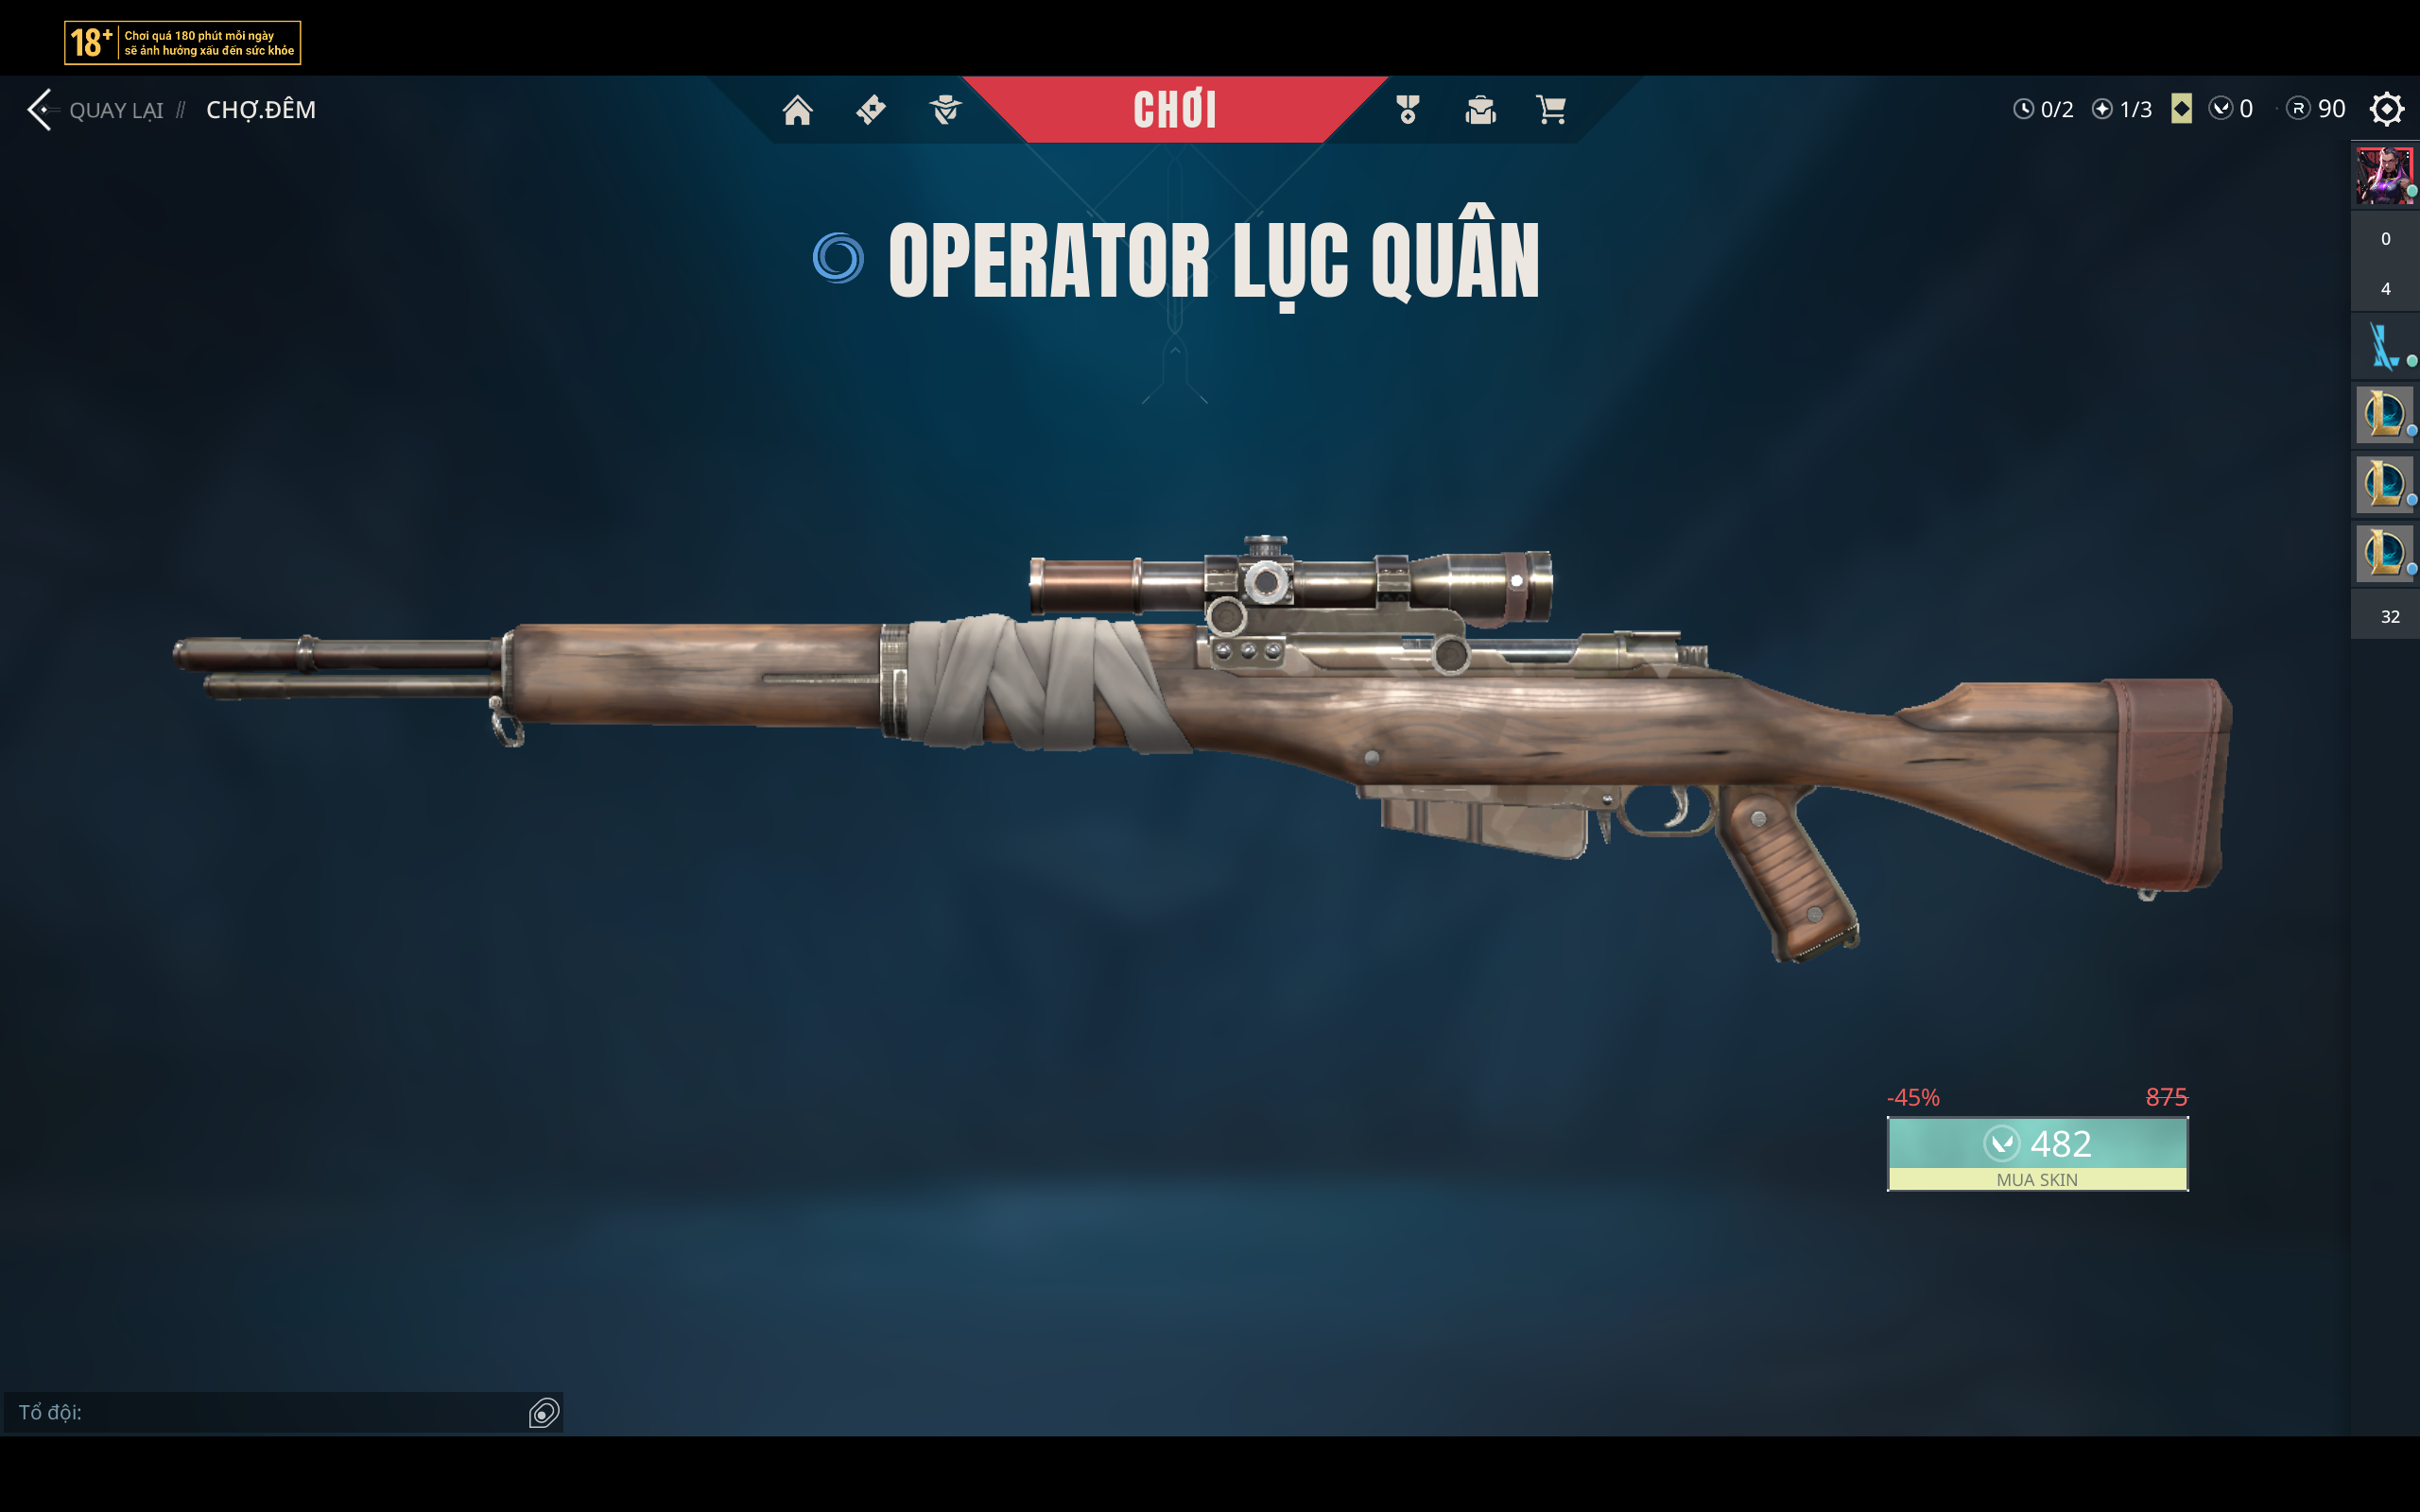 18+
Chơi quá 180 phút mỗi ngày
sẽ ảnh hưởng xấu đến sức khỏe
QUAY LẠI // CHỢ.ĐÊM
CHƠI
0/2 1/3 0 R 90
OPERATOR LỤC QUÂN
0
4
32
-45% 875
482
MUA SKIN
Tổ đội: